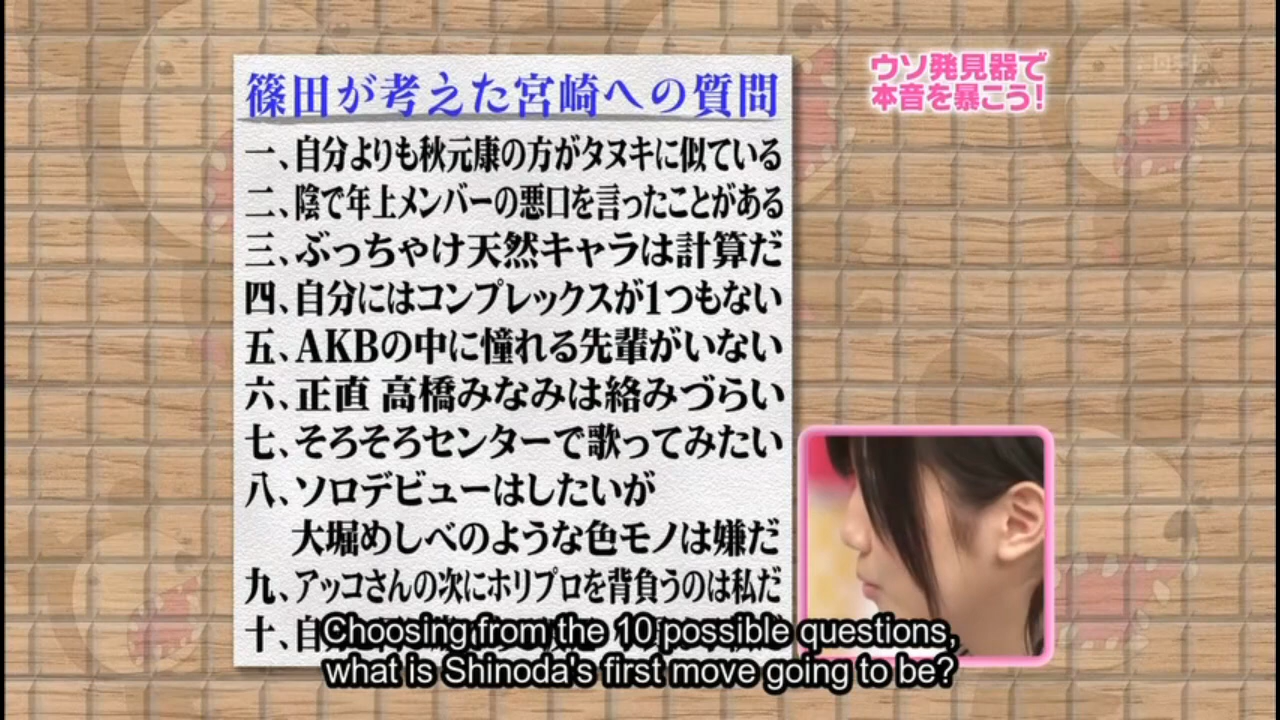 篠田が考えた宮崎への質問
一、自分よりも秋元康の方がタヌキに似ている
二、陰で年上メンバーの悪口を言ったことがある
三、ぶっちゃけ天然キャラは計算だ
四、自分にはコンプレックスが1つもない
五、AKBの中に憧れる先輩がいない
六、正直 高橋みなみは絡みづらい
七、そろそろセンターで歌ってみたい
八、ソロデビューはしたいが
大堀めしべのような色モノは嫌だ
九、アッコさんの次にホリプロを背負うのは私だ
十、自
ウソ発見器で
本音を暴こう!
Choosing from the 10 possible questions,
what is Shinoda's first move going to be?